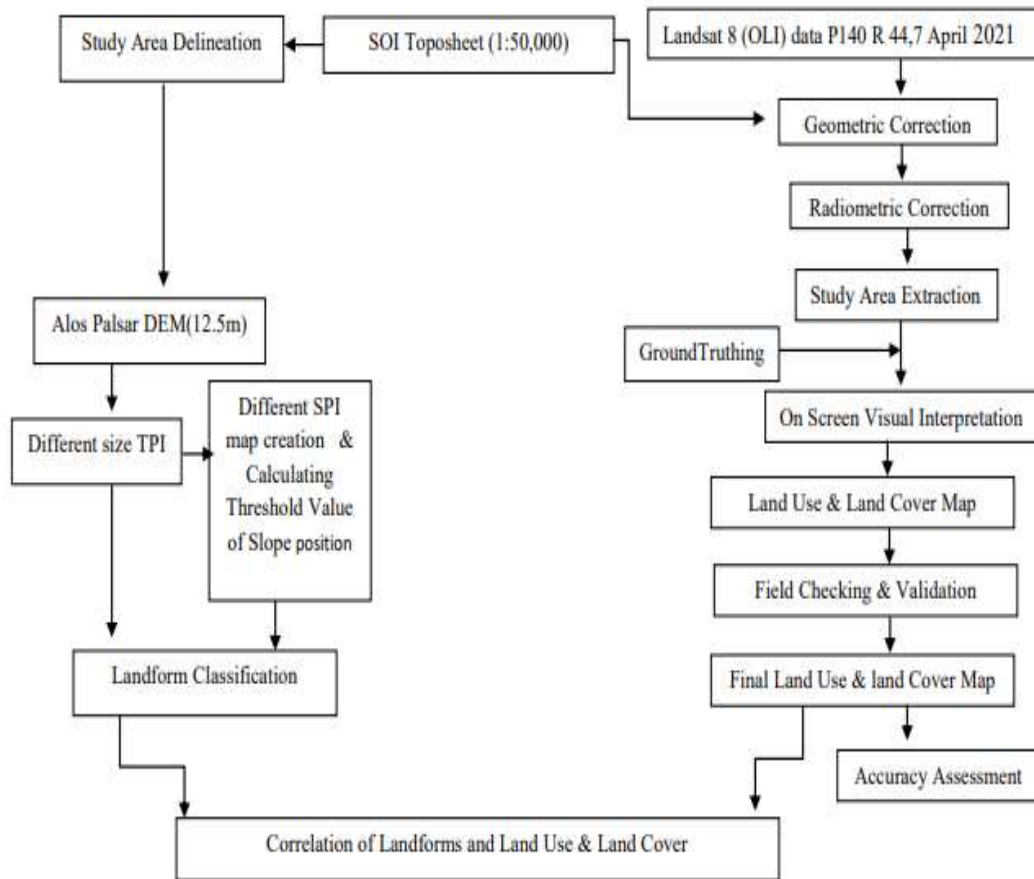 Study Area Delineation
SOI Toposheet (1:50,000)
Landsat 8 (OLI) data P140 R 44,7 April 2021
Geometric Correction
Radiometric Correction
Study Area Extraction
Alos Palsar DEM(12.5m)
GroundTruthing
Different size TPI
Different SPI
map creation &
Calculating
Threshold Value
of Slope position
On Screen Visual Interpretation
Land Use & Land Cover Map
Field Checking & Validation
Landform Classification
Final Land Use & land Cover Map
Accuracy Assessment
Correlation of Landforms and Land Use & Land Cover